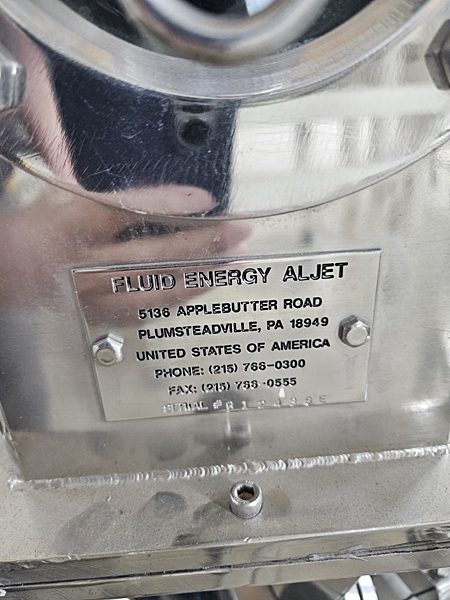 FLUID ENERGY ALJET
5136 APPLEBUTTER ROAD
PLUMSTEADVILLE, PA 18949
UNITED STATES OF AMERICA
PHONE: (215) 766-0300
FAX: (215) 766-0555
SERIAL #